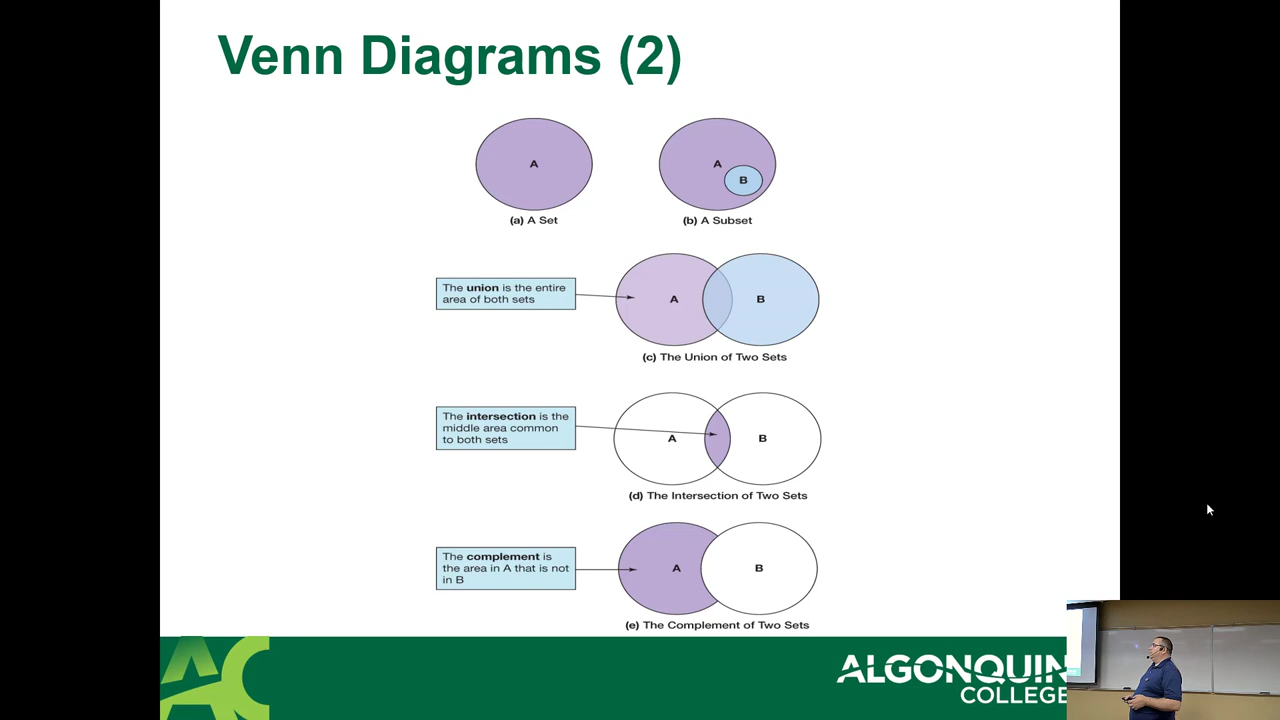 Venn Diagrams (2)
A
A
B
(a) A Set
(b) A Subset
The union is the entire
area of both sets
A
B
(c) The Union of Two Sets
The intersection is the
middle area common
to both sets
A
B
(d) The Intersection of Two Sets
The complement is
the area in A that is not
in B
A
B
(e) The Complement of Two Sets
AC
ALGONQUIN
COLLEGE